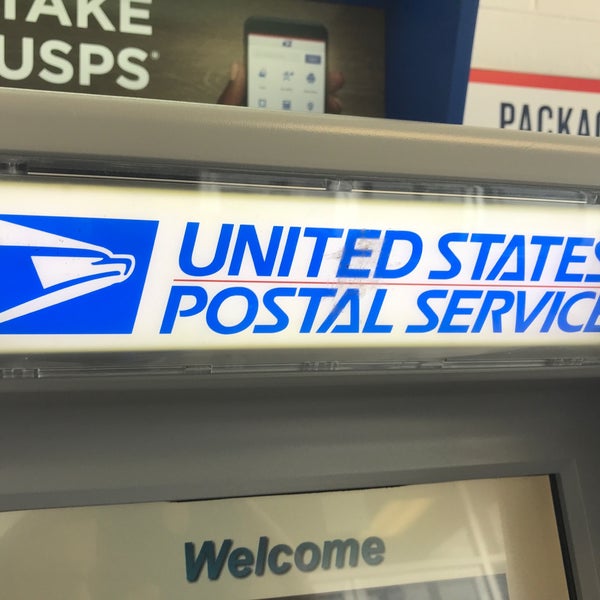 TAKE
USPS®
PACKAG
UNITED STATES
POSTAL SERVICE
Welcome